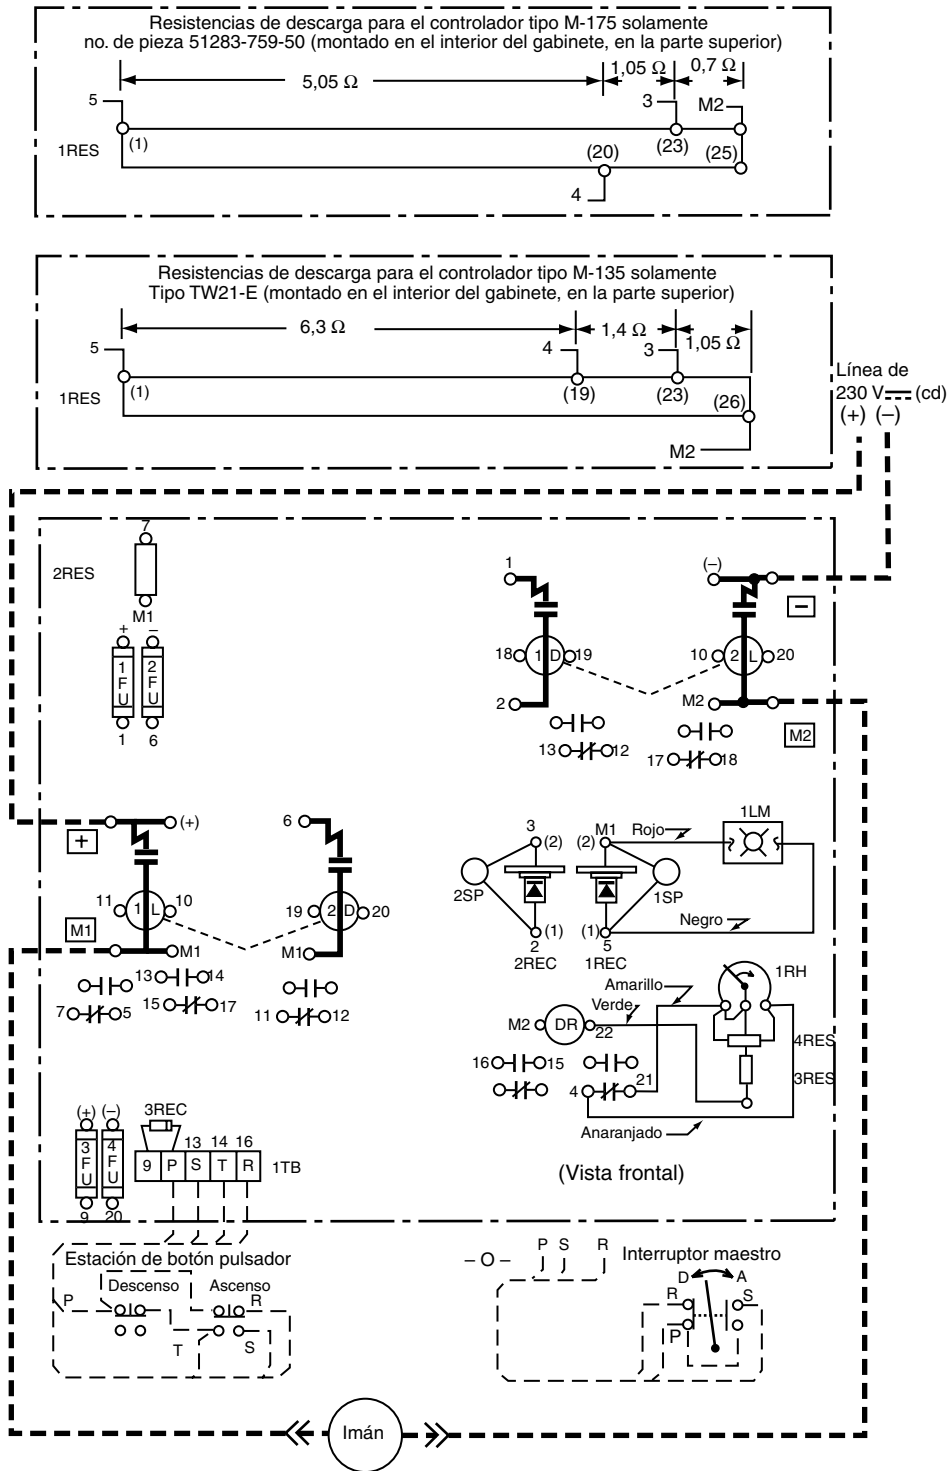 Resistencias de descarga para el controlador tipo M-175 solamente
no. de pieza 51283-759-50 (montado en el interior del gabinete, en la parte superior)
5,05 Ω
1,05 Ω
0,7 Ω
5
3
M2
1RES
(1)
(20)
(23)
(25)
4
Resistencias de descarga para el controlador tipo M-135 solamente
Tipo TW21-E (montado en el interior del gabinete, en la parte superior)
6,3 Ω
1,4 Ω
1,05 Ω
5
4
3
1RES
(1)
(19)
(23)
(26)
M2
Línea de
230 V (cd)
(+) (–)
7
2RES
M1
+ –
1FU
2FU
1 6
1
(–)
–
18 1 D 19
10 2 L 20
2
M2
M2
13 12
17 18
+
(+)
6
11 1 L 10
19 2 D 20
M1
M1
M1
13 14
7 5
15 17
11 12
3
(2)
M1
(2)
Rojo
1LM
2SP
1SP
Negro
(1)
(1)
2
5
2REC
1REC
Amarillo
Verde
1RH
M2 DR 22
16 15
4 21
4RES
3RES
Anaranjado
(Vista frontal)
(+) (–)
3FU
4FU
9 20
3REC
13 14 16
9 P S T R
1TB
Estación de botón pulsador
Descenso
Ascenso
P
R
T
S
– O –
P S R
Interruptor maestro
D A
R
S
P
Imán